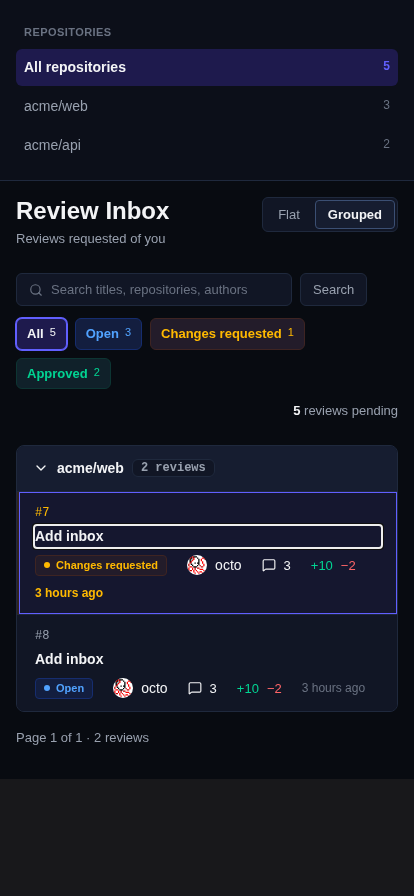 REPOSITORIES
All repositories 5
acme/web 3
acme/api 2
Review Inbox
Reviews requested of you
Flat Grouped
Search titles, repositories, authors Search
All 5 Open 3 Changes requested 1
Approved 2
5 reviews pending
acme/web 2 reviews
#7
Add inbox
Changes requested octo 3 +10 −2
3 hours ago
#8
Add inbox
Open octo 3 +10 −2 3 hours ago
Page 1 of 1 · 2 reviews